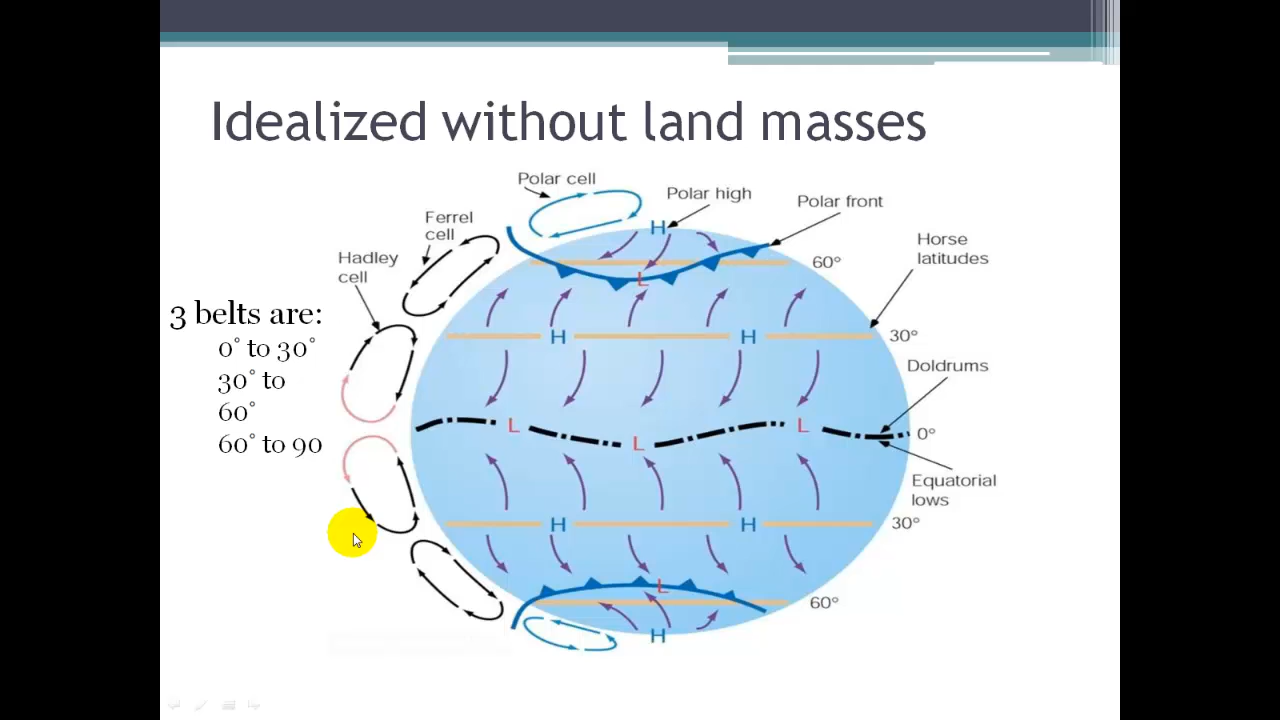 Idealized without land masses
Polar cell
Polar high
Polar front
Ferrel
cell
Horse
latitudes
Hadley
cell
H
L
60°
3 belts are:
0° to 30°
30° to
60°
60° to 90
H
H
30°
Doldrums
L
L
L
0°
Equatorial
lows
H
H
30°
L
60°
H